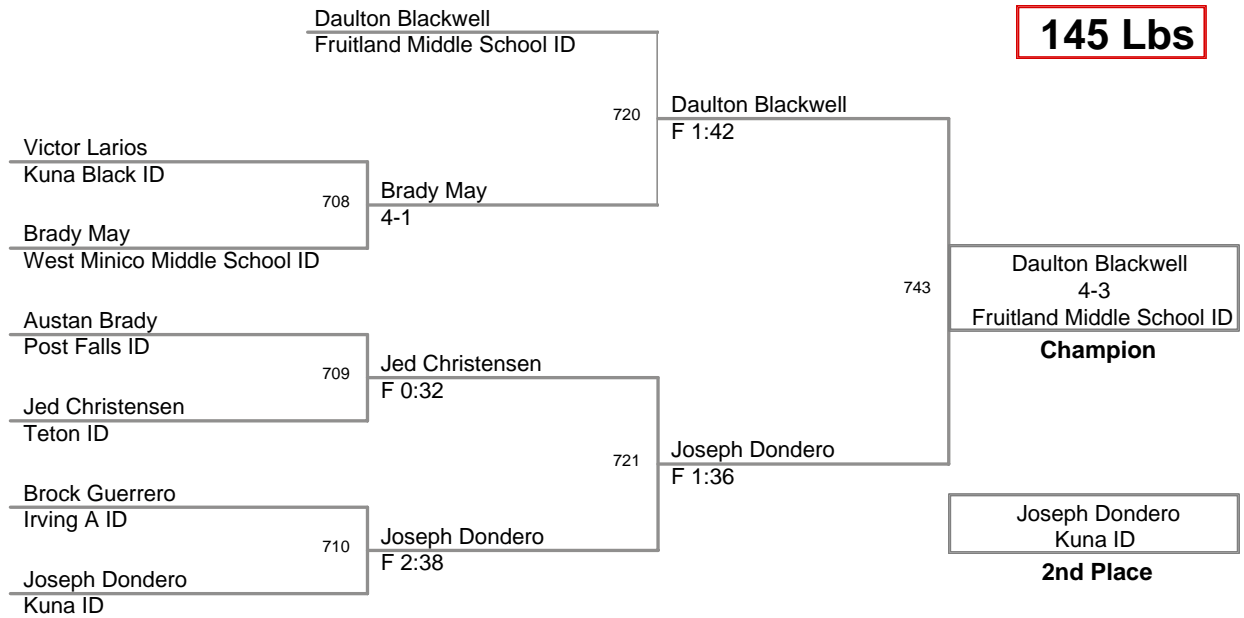 Daulton Blackwell
Fruitland Middle School ID
145 Lbs
720
Daulton Blackwell
F 1:42
Victor Larios
Kuna Black ID
708
Brady May
4-1
Brady May
West Minico Middle School ID
743
Daulton Blackwell
4-3
Fruitland Middle School ID
Champion
Austan Brady
Post Falls ID
709
Jed Christensen
F 0:32
Jed Christensen
Teton ID
721
Joseph Dondero
F 1:36
Brock Guerrero
Irving A ID
710
Joseph Dondero
F 2:38
Joseph Dondero
Kuna ID
Joseph Dondero
Kuna ID
2nd Place